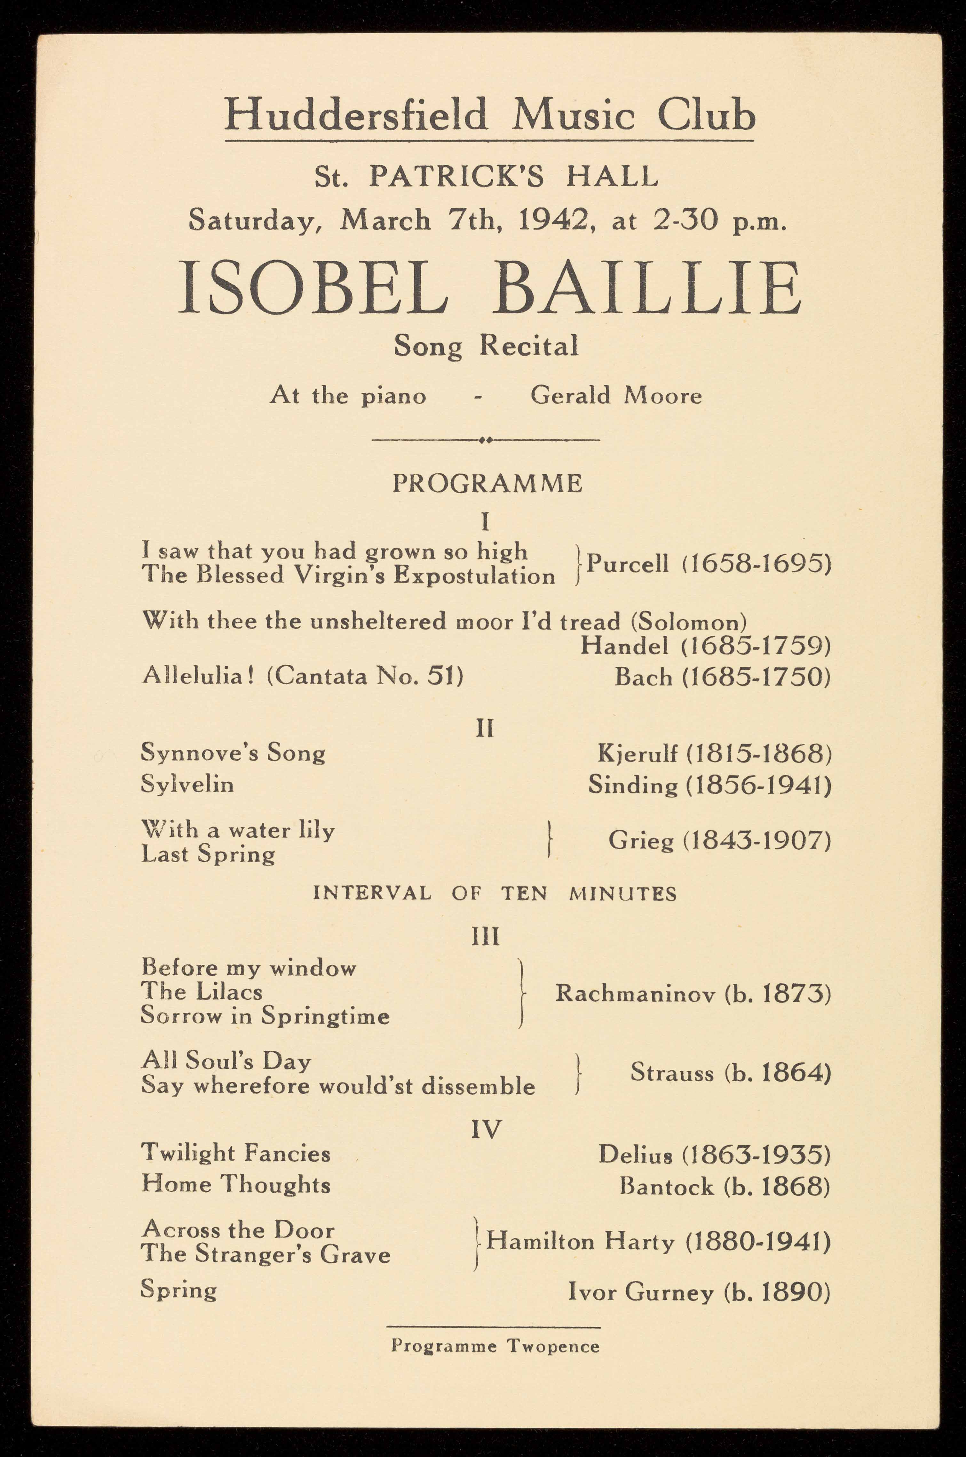 Huddersfield Music Club
St. PATRICK'S HALL
Saturday, March 7th, 1942, at 2-30 p.m.
ISOBEL BAILLIE
Song Recital
At the piano - Gerald Moore
PROGRAMME
I
I saw that you had grown so high
The Blessed Virgin's Expostulation } Purcell (1658-1695)
With thee the unsheltered moor I'd tread (Solomon)
Handel (1685-1759)
Allelulia! (Cantata No. 51) Bach (1685-1750)
II
Synnove's Song Kjerulf (1815-1868)
Sylvelin Sinding (1856-1941)
With a water lily
Last Spring } Grieg (1843-1907)
INTERVAL OF TEN MINUTES
III
Before my window
The Lilacs } Rachmaninov (b. 1873)
Sorrow in Springtime
All Soul's Day
Say wherefore would'st dissemble } Strauss (b. 1864)
IV
Twilight Fancies Delius (1863-1935)
Home Thoughts Bantock (b. 1868)
Across the Door
The Stranger's Grave } Hamilton Harty (1880-1941)
Spring Ivor Gurney (b. 1890)
Programme Twopence